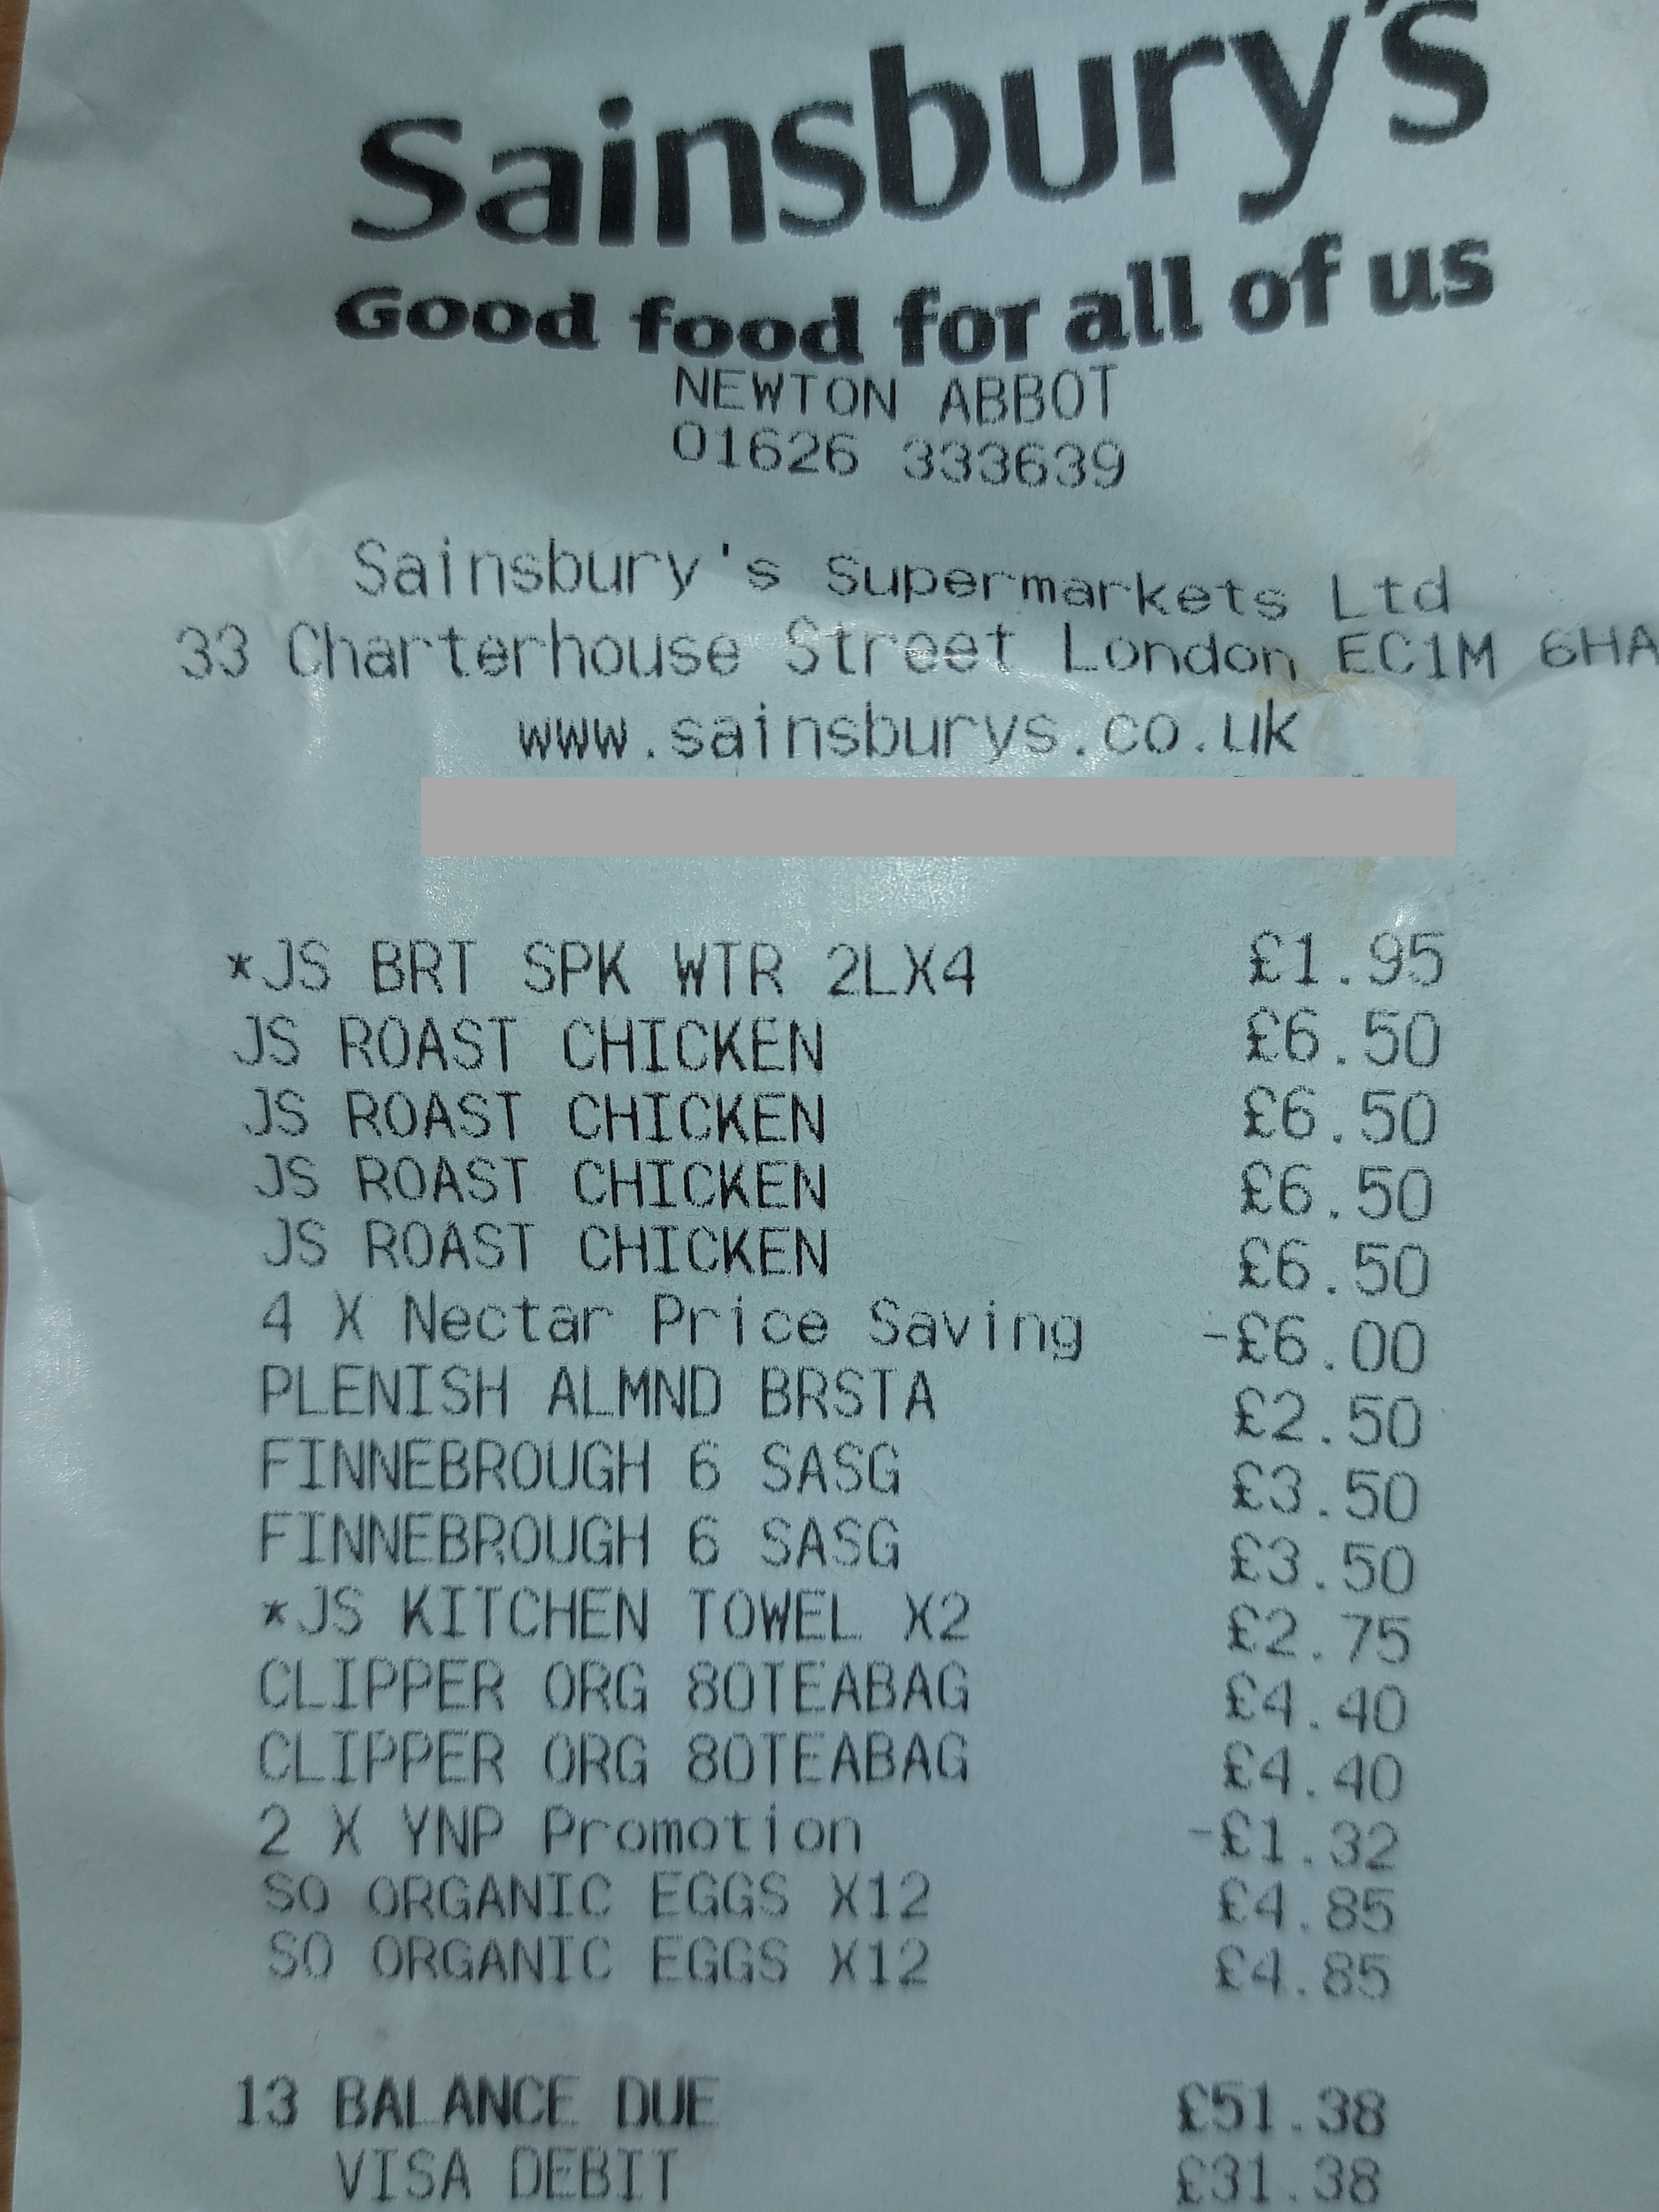 Sainsbury's
Good food for all of us
NEWTON ABBOT
01626 333639
Sainsbury's Supermarkets Ltd
33 Charterhouse Street London EC1M 6HA
www.sainsburys.co.uk
*JS BRT SPK WTR 2LX4 £1.95
JS ROAST CHICKEN £6.50
JS ROAST CHICKEN £6.50
JS ROAST CHICKEN £6.50
JS ROAST CHICKEN £6.50
4 X Nectar Price Saving -£6.00
PLENISH ALMND BRSTA £2.50
FINNEBROUGH 6 SASG £3.50
FINNEBROUGH 6 SASG £3.50
*JS KITCHEN TOWEL X2 £2.75
CLIPPER ORG 80TEABAG £4.40
CLIPPER ORG 80TEABAG £4.40
2 X YNP Promotion -£1.32
SO ORGANIC EGGS X12 £4.85
SO ORGANIC EGGS X12 £4.85
13 BALANCE DUE £51.38
VISA DEBIT £31.38